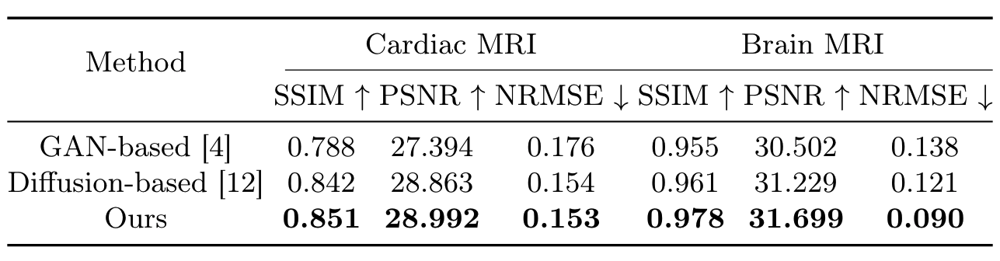 Method Cardiac MRI Brain MRI
SSIM ↑ PSNR ↑ NRMSE ↓ SSIM ↑ PSNR ↑ NRMSE ↓
GAN-based [4] 0.788 27.394 0.176 0.955 30.502 0.138
Diffusion-based [12] 0.842 28.863 0.154 0.961 31.229 0.121
Ours 0.851 28.992 0.153 0.978 31.699 0.090